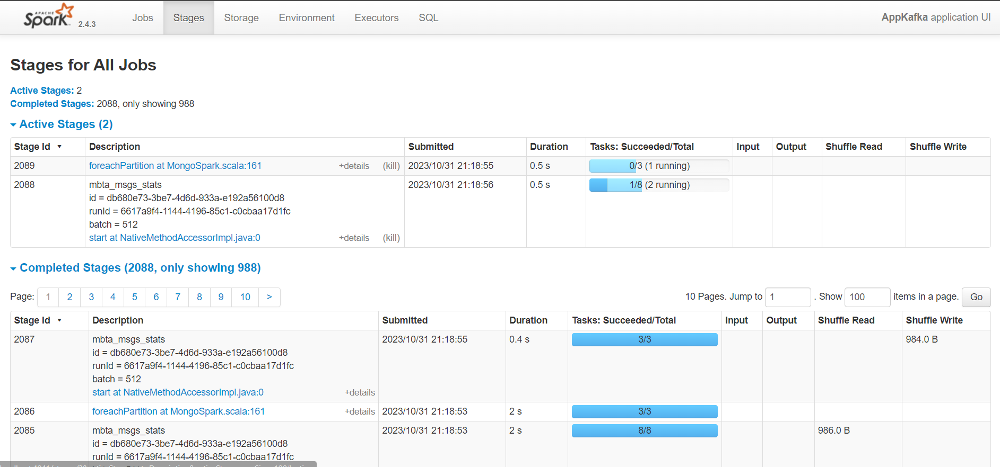 APACHE
Spark 2.4.3 Jobs Stages Storage Environment Executors SQL AppKafka application UI
Stages for All Jobs
Active Stages: 2
Completed Stages: 2088, only showing 988
Active Stages (2)
Stage Id Description Submitted Duration Tasks: Succeeded/Total Input Output Shuffle Read Shuffle Write
2089 foreachPartition at MongoSpark.scala:161 +details (kill) 2023/10/31 21:18:55 0.5 s 0/3 (1 running)
2088 mbta_msgs_stats 2023/10/31 21:18:56 0.5 s 1/8 (2 running)
id = db680e73-3be7-4d6d-933a-e192a56100d8
runId = 6617a9f4-1144-4196-85c1-c0cbaa17d1fc
batch = 512
start at NativeMethodAccessorImpl.java:0 +details (kill)
Completed Stages (2088, only showing 988)
Page: 1 2 3 4 5 6 7 8 9 10 > 10 Pages. Jump to 1 . Show 100 items in a page. Go
Stage Id Description Submitted Duration Tasks: Succeeded/Total Input Output Shuffle Read Shuffle Write
2087 mbta_msgs_stats 2023/10/31 21:18:55 0.4 s 3/3 984.0 B
id = db680e73-3be7-4d6d-933a-e192a56100d8
runId = 6617a9f4-1144-4196-85c1-c0cbaa17d1fc
batch = 512
start at NativeMethodAccessorImpl.java:0 +details
2086 foreachPartition at MongoSpark.scala:161 +details 2023/10/31 21:18:53 2 s 3/3
2085 mbta_msgs_stats 2023/10/31 21:18:53 2 s 8/8 986.0 B
id = db680e73-3be7-4d6d-933a-e192a56100d8
runId = 6617a9f4-1144-4196-85c1-c0cbaa17d1fc